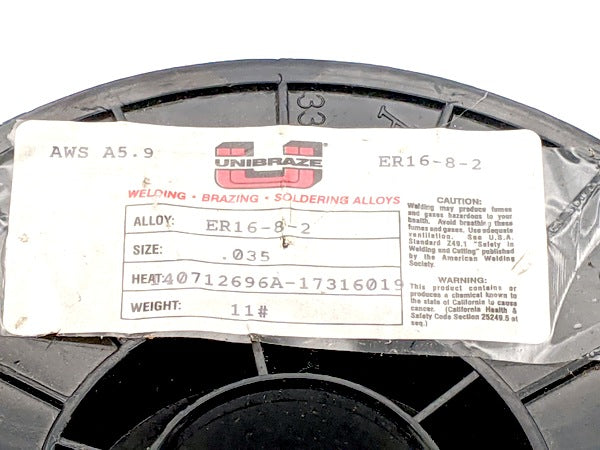 33
AWS A5.9
UNIBRAZE
ER16-8-2
WELDING • BRAZING • SOLDERING ALLOYS
ALLOY: ER16-8-2
SIZE: .035
HEAT: 40712696A-17316019
WEIGHT: 11#
CAUTION:
Welding may produce fumes
and gases hazardous to your
health. Avoid breathing these
fumes and gases. Use adequate
ventilation. See U.S.A.
Standard 249.1 "Safety in
Welding and Cutting" published
by the American Welding
Society.
WARNING:
This product contains or
produces a chemical known to
the state of California to cause
cancer. (California Health &
Safety Code Section 25249.5 et
seq.)